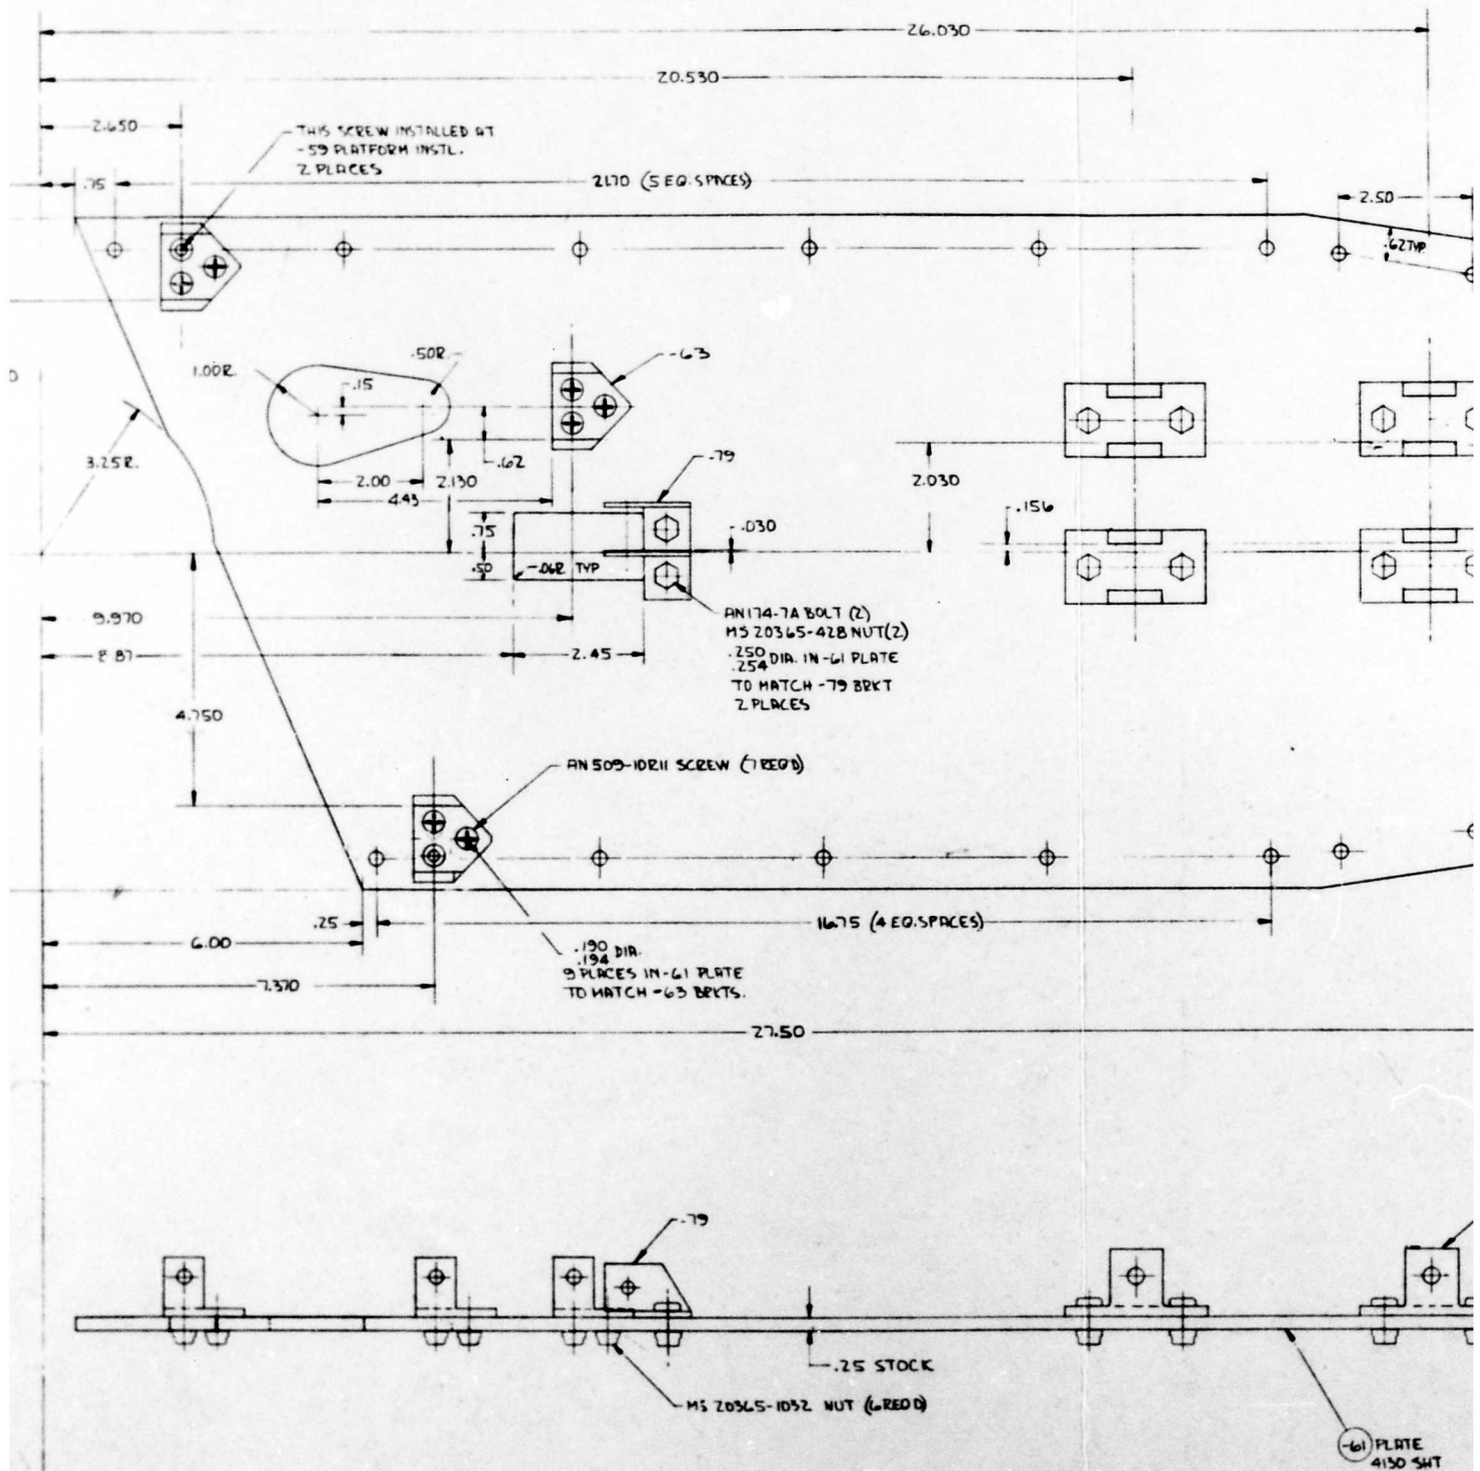 26.030
20.530
2.650
THIS SCREW INSTALLED AT
-59 PLATFORM INSTL.
2 PLACES
.75
21.70 (5 EQ. SPACES)
2.50
.62 TYP.
1.00R.
.50R.
.15
-63
3.25R.
.62
2.00
2.130
4.43
-79
2.030
.156
.75
.030
.50
.06R TYP
9.970
2.45
AN174-7A BOLT (2)
MS 20365-428 NUT(2)
.250
.254 DIA. IN -61 PLATE
TO MATCH -79 BRKT
2 PLACES
8.87
4.750
AN509-10R11 SCREW (7 REQD)
.25
16.75 (4 EQ. SPACES)
6.00
.190 DIA.
.194
9 PLACES IN -61 PLATE
TO MATCH -63 BRKTS.
7.370
27.50
-79
.25 STOCK
MS 20365-1032 NUT (6 REQD)
-61 PLATE
4130 SHT